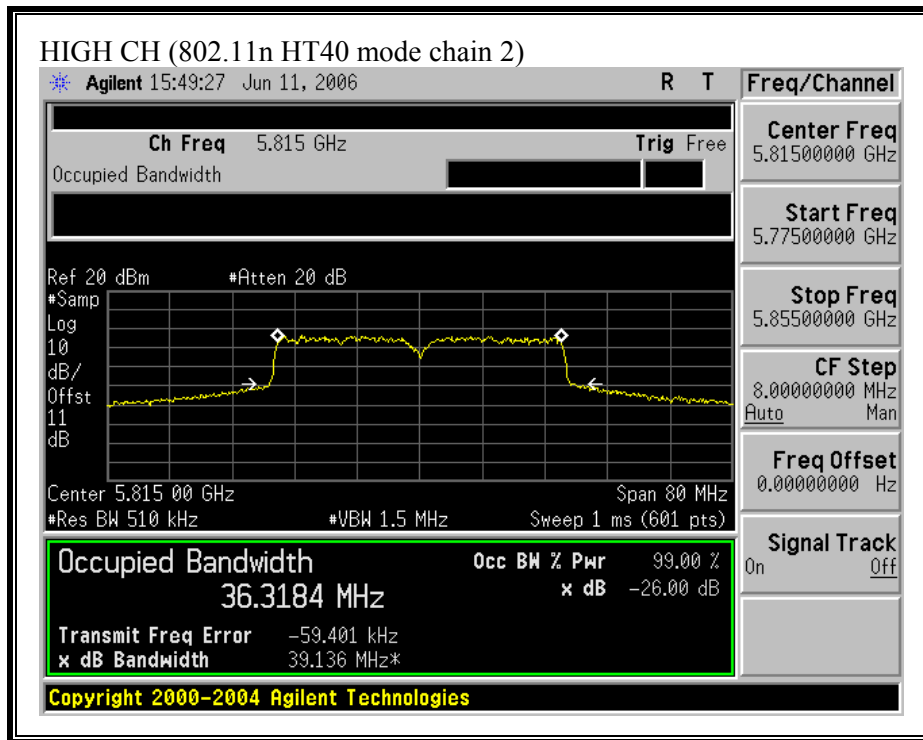 HIGH CH (802.11n HT40 mode chain 2)
Agilent 15:49:27 Jun 11, 2006 R T
Freq/Channel
Ch Freq 5.815 GHz Trig Free
Occupied Bandwidth
Center Freq
5.81500000 GHz
Start Freq
5.77500000 GHz
Stop Freq
5.85500000 GHz
CF Step
8.00000000 MHz
Auto Man
Freq Offset
0.00000000 Hz
Signal Track
On Off
Ref 20 dBm #Atten 20 dB
#Samp
Log
10
dB/
Offst
11
dB
Center 5.815 00 GHz Span 80 MHz
#Res BW 510 kHz #VBW 1.5 MHz Sweep 1 ms (601 pts)
Occupied Bandwidth Occ BW % Pwr 99.00 %
36.3184 MHz x dB -26.00 dB
Transmit Freq Error -59.401 kHz
x dB Bandwidth 39.136 MHz*
Copyright 2000-2004 Agilent Technologies